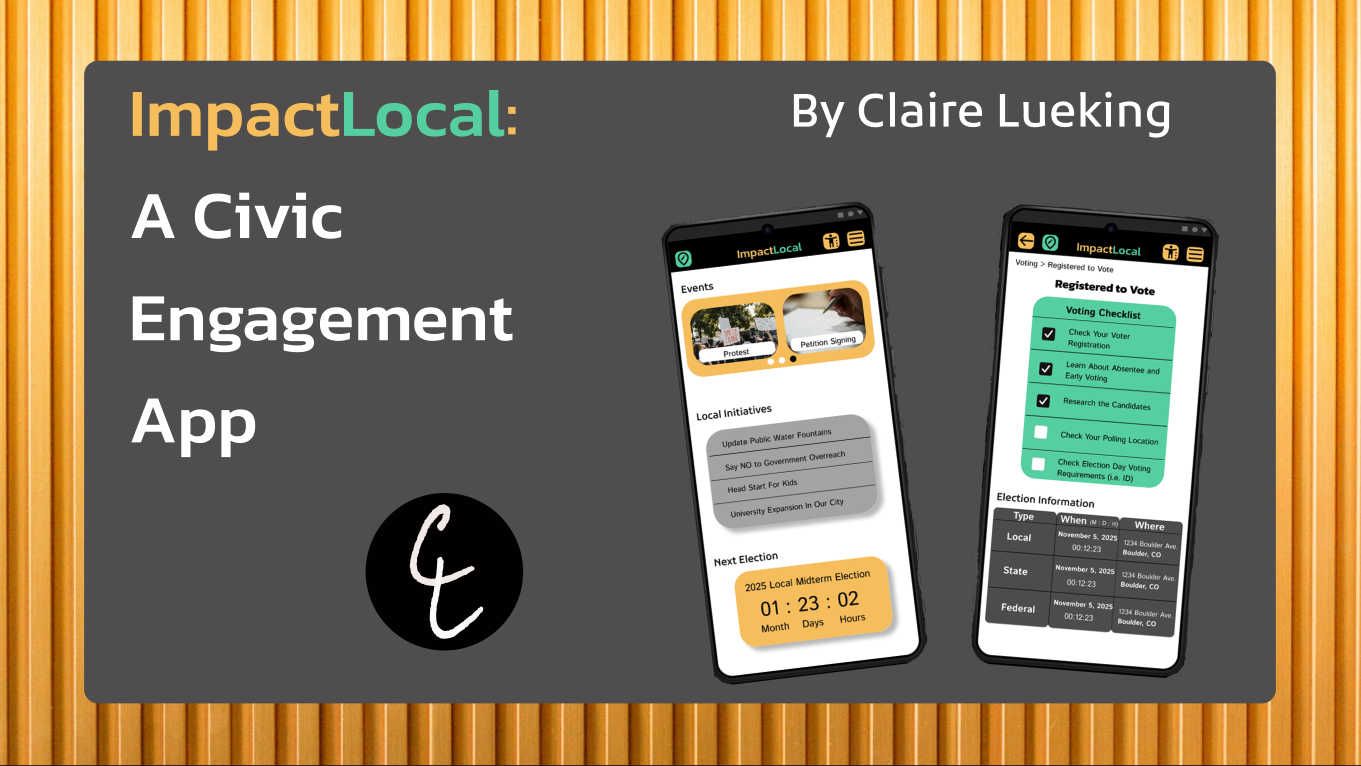 ImpactLocal:
By Claire Lueking
A Civic
Engagement
App
CL
ImpactLocal
Events
Protest
Petition Signing
Local Initiatives
Update Public Water Fountains
Say NO to Government Overreach
Head Start For Kids
University Expansion In Our City
Next Election
2025 Local Midterm Election
01 : 23 : 02
Month Days Hours
ImpactLocal
Voting > Registered to Vote
Registered to Vote
Voting Checklist
Check Your Voter
Registration
Learn About Absentee and
Early Voting
Research the Candidates
Check Your Polling Location
Check Election Day Voting
Requirements (i.e. ID)
Election Information
Type When (M : D : H) Where
Local November 5, 2025 1234 Boulder Ave.
00:12:23 Boulder, CO
State November 5, 2025 1234 Boulder Ave.
00:12:23 Boulder, CO
Federal November 5, 2025 1234 Boulder Ave.
00:12:23 Boulder, CO